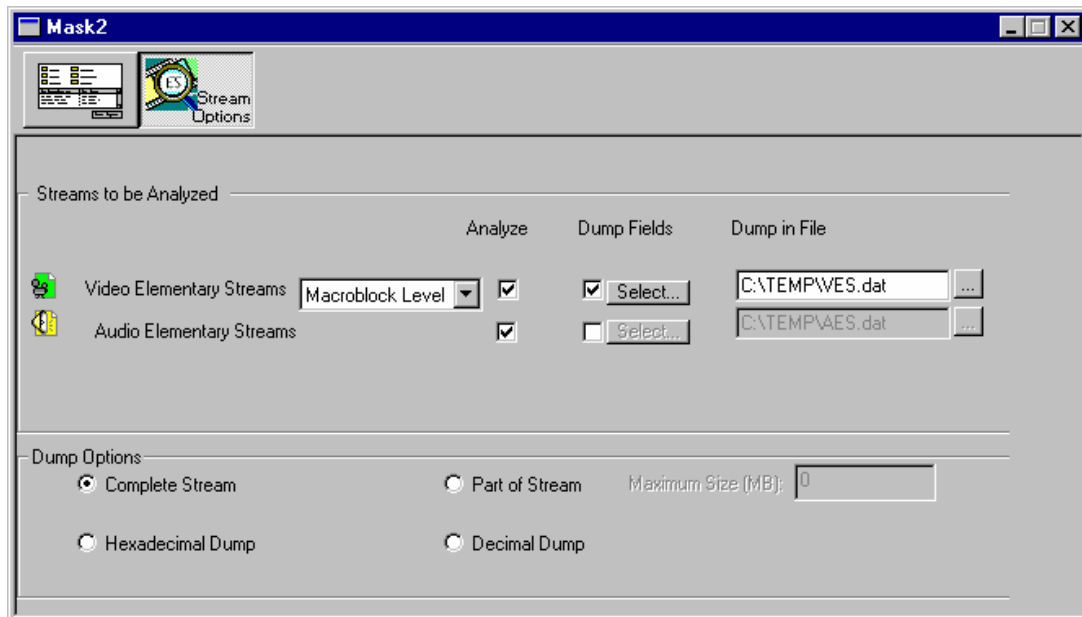 Mask2
ES
Stream
Options
Streams to be Analyzed
Analyze Dump Fields Dump in File
Video Elementary Streams Macroblock Level Select... C:\TEMP\VES.dat ...
Audio Elementary Streams Select... C:\TEMP\AES.dat ...
Dump Options
Complete Stream Part of Stream Maximum Size (MB): 0
Hexadecimal Dump Decimal Dump